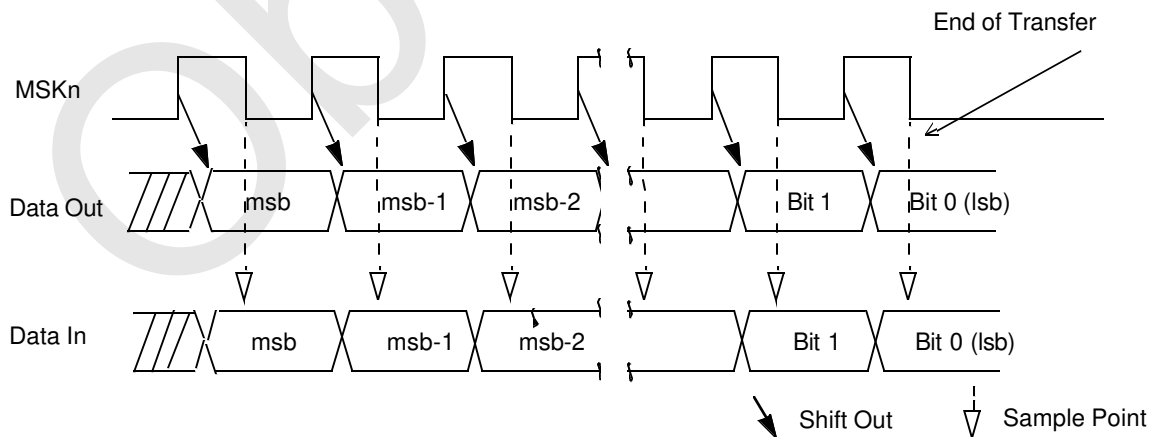 End of Transfer
MSKn
Data Out
msb
msb-1
msb-2
Bit 1
Bit 0 (lsb)
Data In
msb
msb-1
msb-2
Bit 1
Bit 0 (lsb)
Shift Out
Sample Point